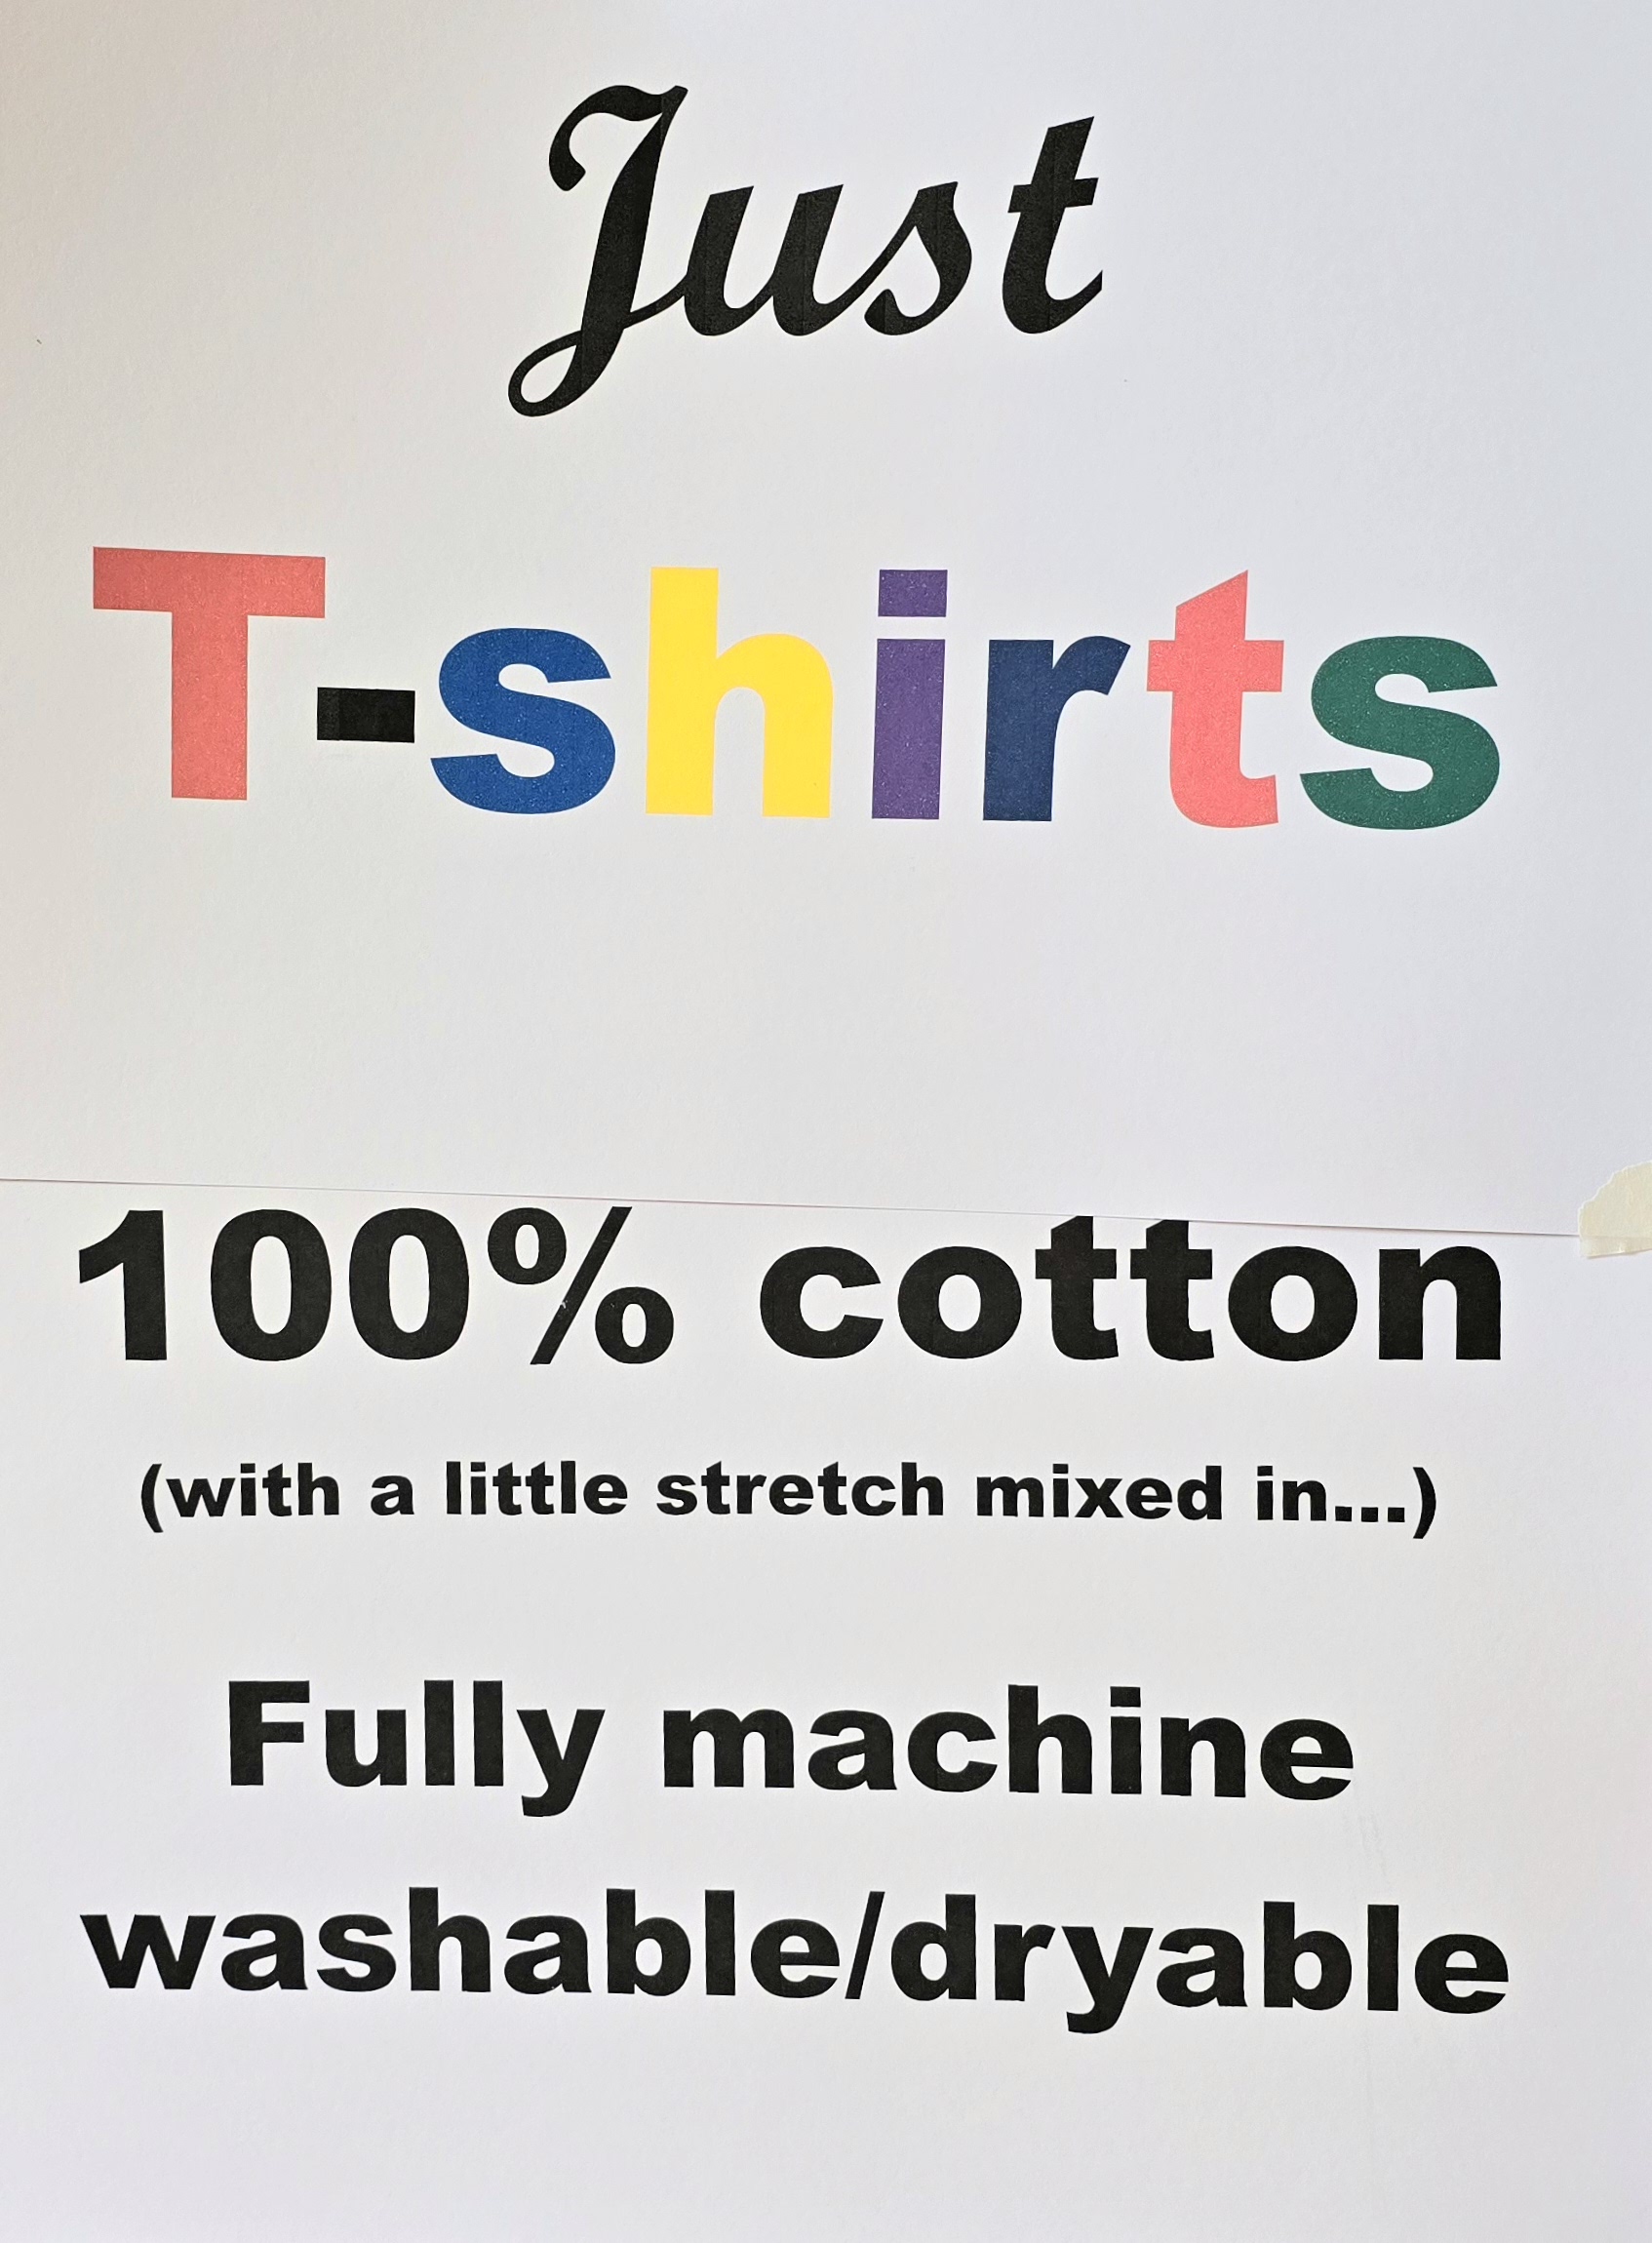 Just
T-shirts
100% cotton
(with a little stretch mixed in...)
Fully machine
washable/dryable